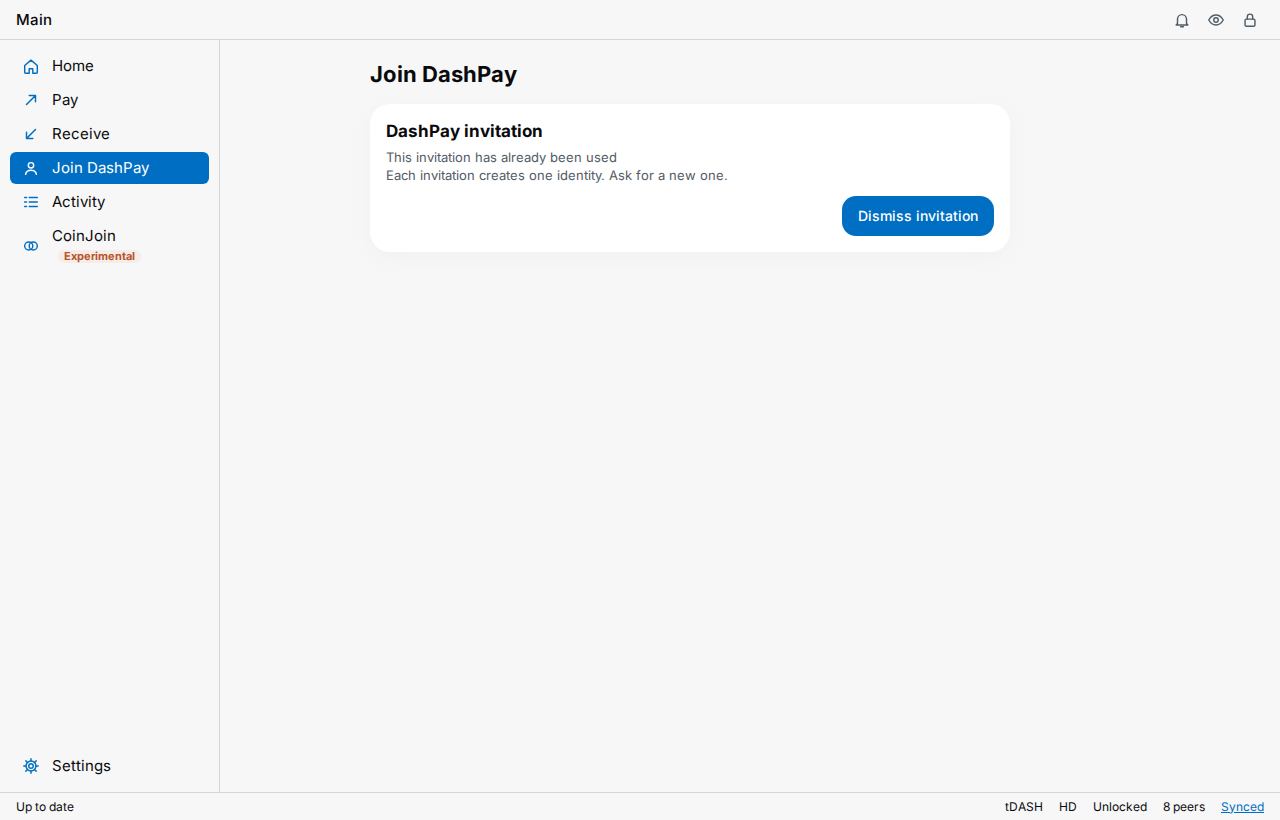 Main
Home
Pay
Receive
Join DashPay
Activity
CoinJoin
Experimental
Settings
Join DashPay
DashPay invitation
This invitation has already been used
Each invitation creates one identity. Ask for a new one.
Dismiss invitation
Up to date
tDASH HD Unlocked 8 peers Synced